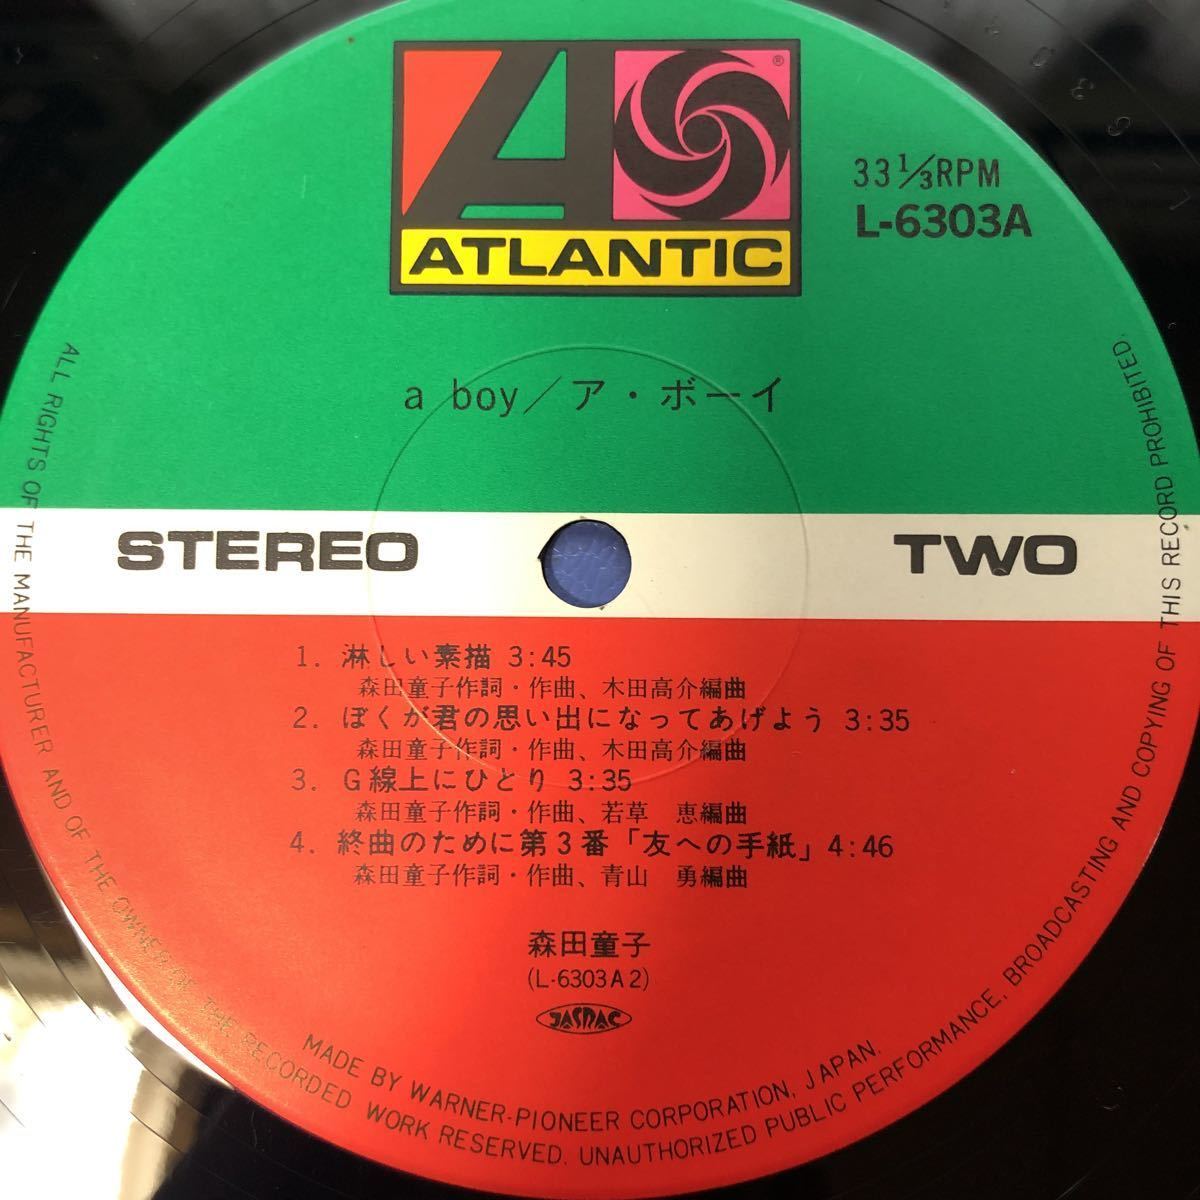 ATLANTIC
®
33 1/3 RPM
L-6303A
a boy／ア・ボーイ
STEREO
TWO
1. 淋しい素描 3:45
森田童子作詞・作曲、木田高介編曲
2. ぼくが君の思い出になってあげよう 3:35
森田童子作詞・作曲、木田高介編曲
3. G線上にひとり 3:35
森田童子作詞・作曲、若草 恵編曲
4. 終曲のために第3番「友への手紙」 4:46
森田童子作詞・作曲、青山 勇編曲
森田童子
(L-6303A2)
JASRAC
MADE BY WARNER-PIONEER CORPORATION, JAPAN.
ALL RIGHTS OF THE MANUFACTURER AND OF THE OWNER OF THE RECORDED WORK RESERVED. UNAUTHORIZED PUBLIC PERFORMANCE, BROADCASTING AND COPYING OF THIS RECORD PROHIBITED.